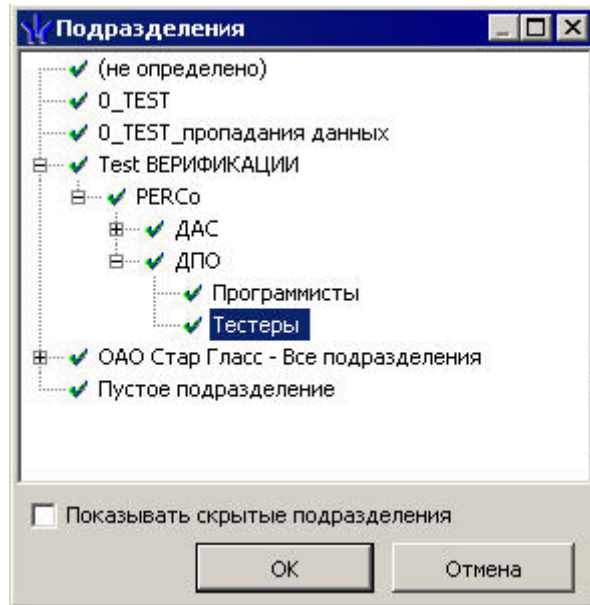 Подразделения
(не определено)
0_TEST
0_TEST_пропадания данных
Test ВЕРИФИКАЦИИ
PERCo
ДАС
ДПО
Программисты
Тестеры
ОАО Стар Гласс - Все подразделения
Пустое подразделение
Показывать скрытые подразделения
ОК
Отмена